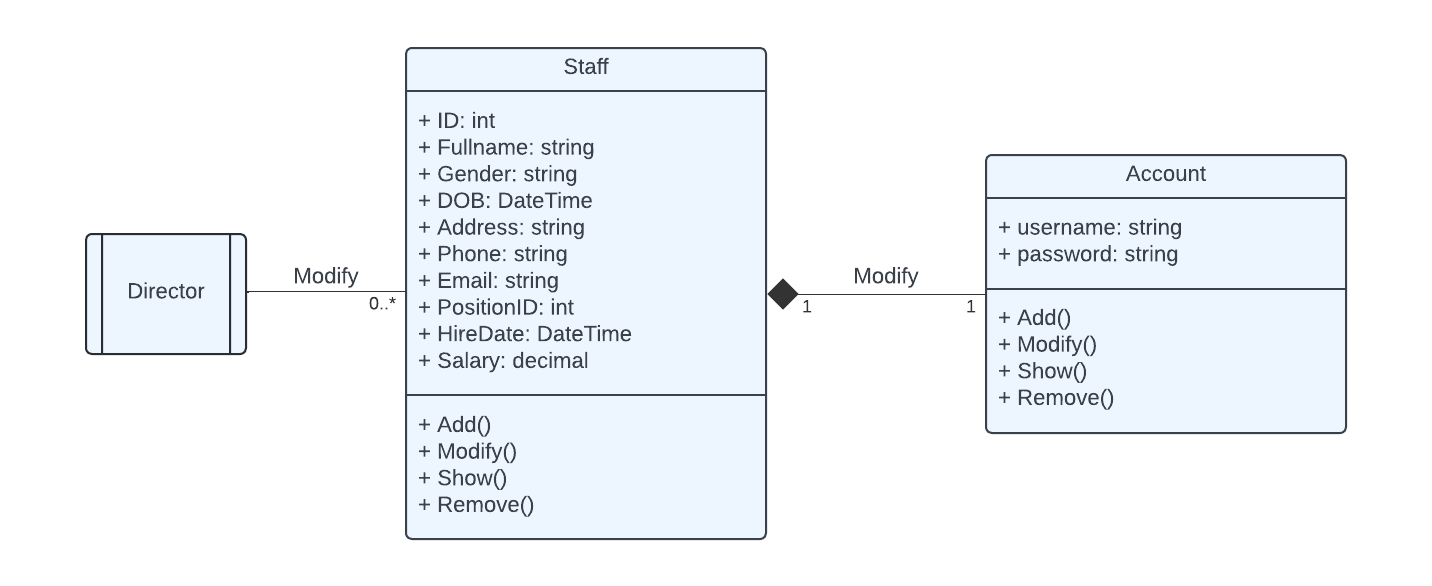 Director
Modify
0..*
Staff
+ ID: int
+ Fullname: string
+ Gender: string
+ DOB: DateTime
+ Address: string
+ Phone: string
+ Email: string
+ PositionID: int
+ HireDate: DateTime
+ Salary: decimal
+ Add()
+ Modify()
+ Show()
+ Remove()
Modify
1
1
Account
+ username: string
+ password: string
+ Add()
+ Modify()
+ Show()
+ Remove()